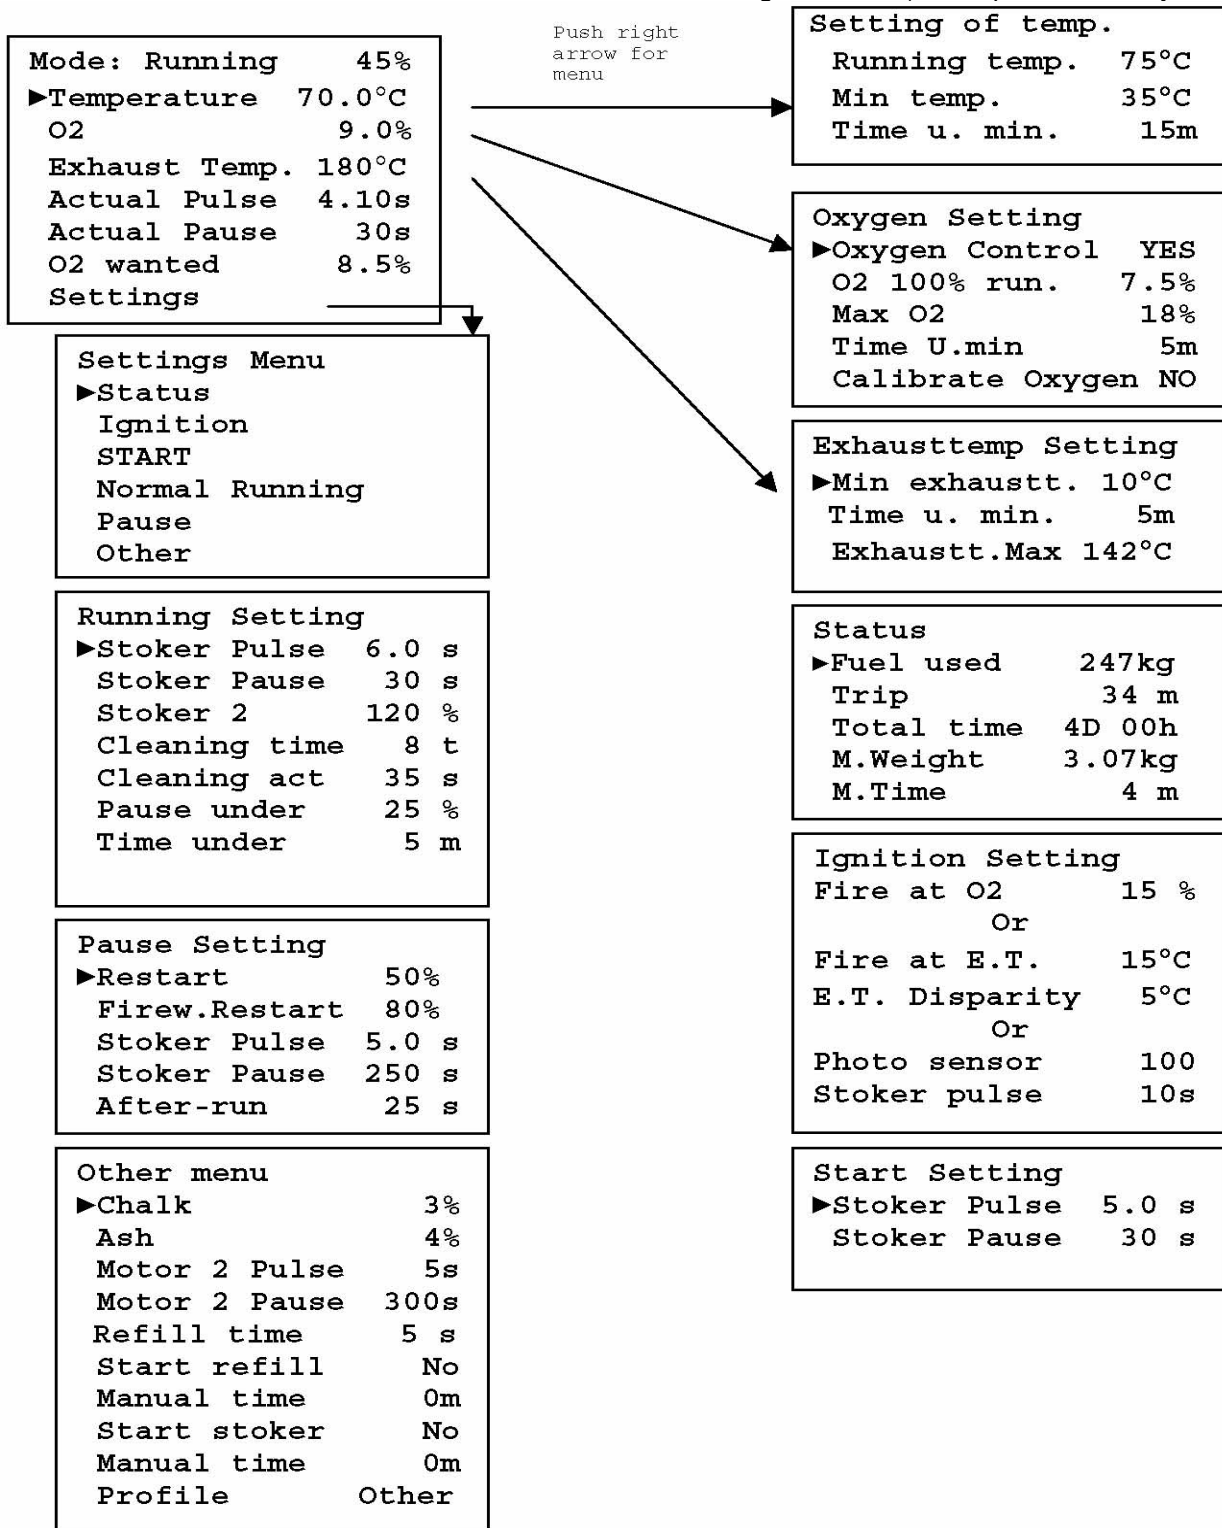 Mode: Running 45%
►Temperature 70.0°C
O2 9.0%
Exhaust Temp. 180°C
Actual Pulse 4.10s
Actual Pause 30s
O2 wanted 8.5%
Settings
Push right
arrow for
menu
Setting of temp.
Running temp. 75°C
Min temp. 35°C
Time u. min. 15m
Oxygen Setting
►Oxygen Control YES
O2 100% run. 7.5%
Max O2 18%
Time U.min 5m
Calibrate Oxygen NO
Exhausttemp Setting
►Min exhaustt. 10°C
Time u. min. 5m
Exhaustt.Max 142°C
Settings Menu
►Status
Ignition
START
Normal Running
Pause
Other
Status
►Fuel used 247kg
Trip 34 m
Total time 4D 00h
M.Weight 3.07kg
M.Time 4 m
Running Setting
►Stoker Pulse 6.0 s
Stoker Pause 30 s
Stoker 2 120 %
Cleaning time 8 t
Cleaning act 35 s
Pause under 25 %
Time under 5 m
Ignition Setting
Fire at O2 15 %
Or
Fire at E.T. 15°C
E.T. Disparity 5°C
Or
Photo sensor 100
Stoker pulse 10s
Pause Setting
►Restart 50%
Firew.Restart 80%
Stoker Pulse 5.0 s
Stoker Pause 250 s
After-run 25 s
Start Setting
►Stoker Pulse 5.0 s
Stoker Pause 30 s
Other menu
►Chalk 3%
Ash 4%
Motor 2 Pulse 5s
Motor 2 Pause 300s
Refill time 5 s
Start refill No
Manual time 0m
Start stoker No
Manual time 0m
Profile Other